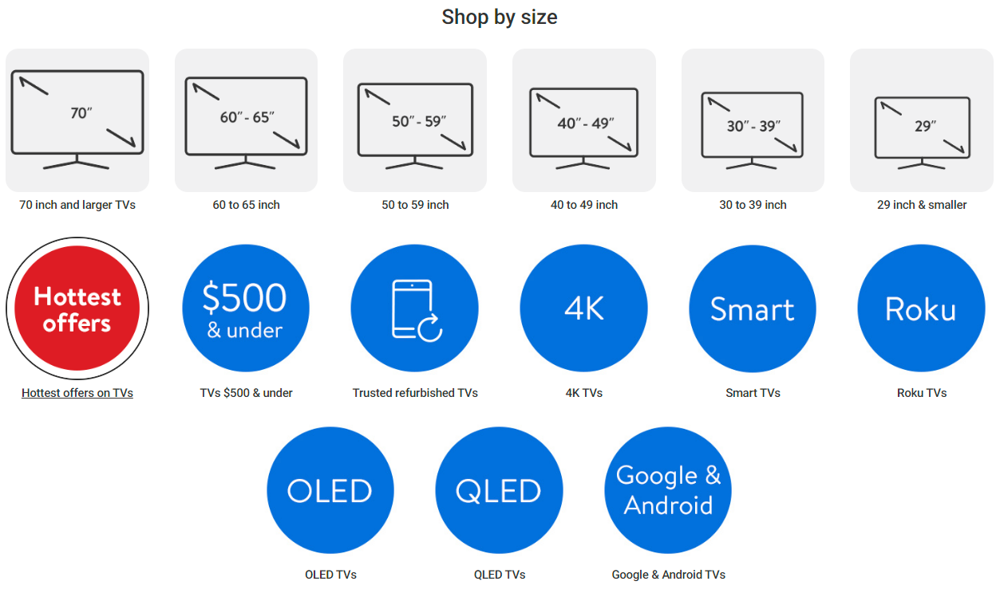 Shop by size
70″
60″- 65″
50″ - 59″
40″ - 49″
30″ - 39″
29″
70 inch and larger TVs
60 to 65 inch
50 to 59 inch
40 to 49 inch
30 to 39 inch
29 inch & smaller
Hottest
offers
$500
& under
4K
Smart
Roku
Hottest offers on TVs
TVs $500 & under
Trusted refurbished TVs
4K TVs
Smart TVs
Roku TVs
OLED
QLED
Google &
Android
OLED TVs
QLED TVs
Google & Android TVs